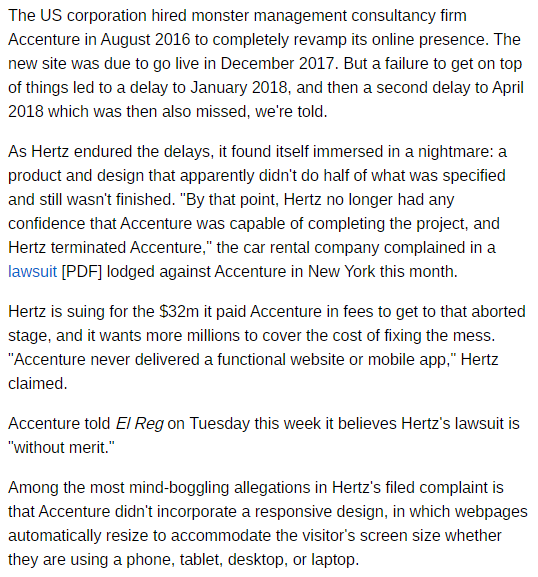 The US corporation hired monster management consultancy firm
Accenture in August 2016 to completely revamp its online presence. The
new site was due to go live in December 2017. But a failure to get on top
of things led to a delay to January 2018, and then a second delay to April
2018 which was then also missed, we're told.
As Hertz endured the delays, it found itself immersed in a nightmare: a
product and design that apparently didn't do half of what was specified
and still wasn't finished. "By that point, Hertz no longer had any
confidence that Accenture was capable of completing the project, and
Hertz terminated Accenture," the car rental company complained in a
lawsuit [PDF] lodged against Accenture in New York this month.
Hertz is suing for the $32m it paid Accenture in fees to get to that aborted
stage, and it wants more millions to cover the cost of fixing the mess.
"Accenture never delivered a functional website or mobile app," Hertz
claimed.
Accenture told El Reg on Tuesday this week it believes Hertz's lawsuit is
"without merit."
Among the most mind-boggling allegations in Hertz's filed complaint is
that Accenture didn't incorporate a responsive design, in which webpages
automatically resize to accommodate the visitor's screen size whether
they are using a phone, tablet, desktop, or laptop.